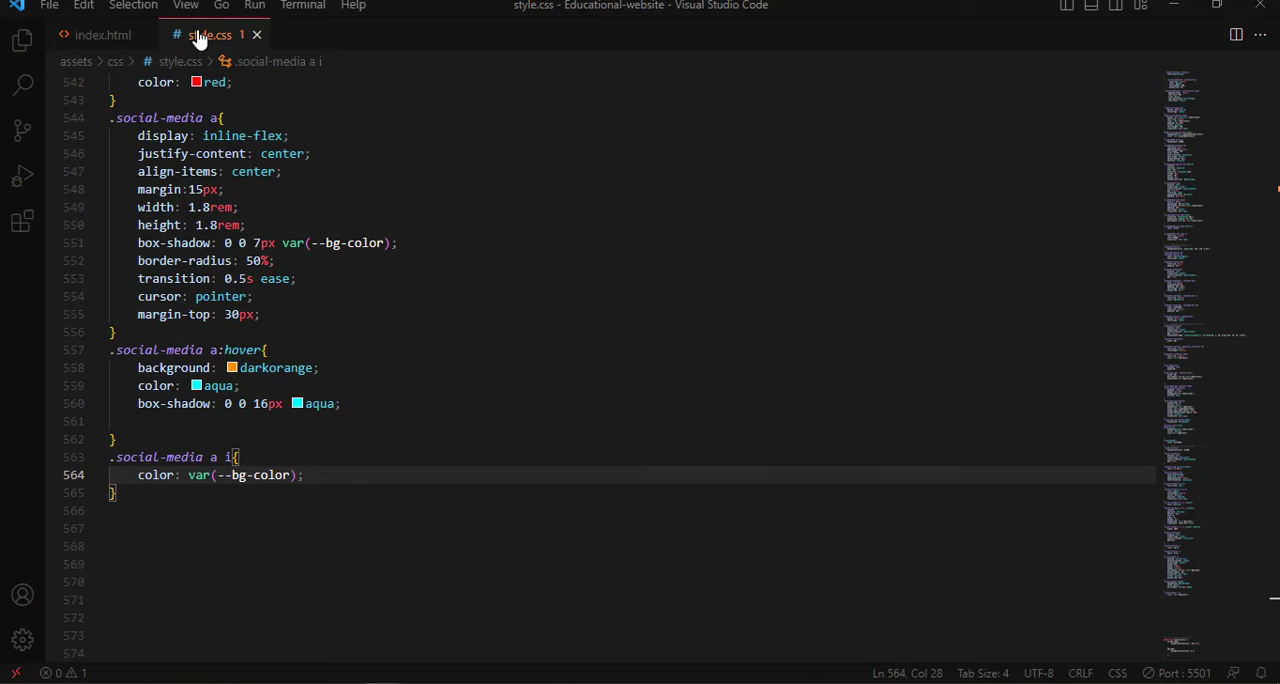 File Edit Selection View Go Run Terminal Help style.css - Educational-website - Visual Studio Code
index.html # style.css 1
assets > css > # style.css > .social-media a i
542 color: red;
543 }
544 .social-media a{
545 display: inline-flex;
546 justify-content: center;
547 align-items: center;
548 margin:15px;
549 width: 1.8rem;
550 height: 1.8rem;
551 box-shadow: 0 0 7px var(--bg-color);
552 border-radius: 50%;
553 transition: 0.5s ease;
554 cursor: pointer;
555 margin-top: 30px;
556 }
557 .social-media a:hover{
558 background: darkorange;
559 color: aqua;
560 box-shadow: 0 0 16px aqua;
561
562 }
563 .social-media a i{
564 color: var(--bg-color);
565 }
566
567
568
569
570
571
572
573
574
0 1 Ln 564, Col 28 Tab Size: 4 UTF-8 CRLF CSS Port : 5501